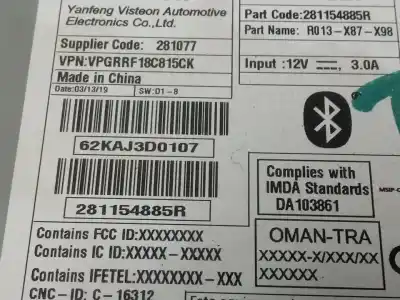 Yanfeng Visteon Automotive
Electronics Co.,Ltd.
Supplier Code: 281077
VPN:VPGRRF18C815CK
Made in China
Date:03/13/19
SW:D1-8
62KAJ3D0107
281154885R
Contains FCC ID:XXXXXXXX
Contains IC ID:XXXXX-XXXXX
Contains IFETEL:XXXXXXXX-XXX
CNC-ID: C-16312
Part Code:281154885R
Part Name: R013-X87-X98
Input :12V 3.0A
Complies with
IMDA Standards
DA103861
OMAN-TRA
XXXXX-X/XXX/XX
XXXXXX